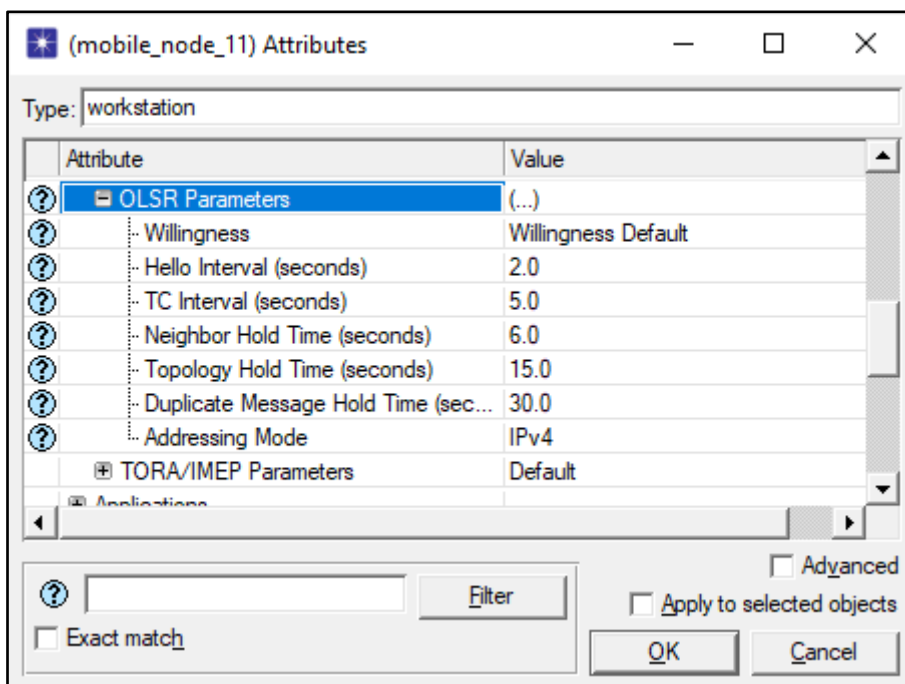 (mobile_node_11) Attributes
Type: workstation
Attribute Value
OLSR Parameters (...)
Willingness Willingness Default
Hello Interval (seconds) 2.0
TC Interval (seconds) 5.0
Neighbor Hold Time (seconds) 6.0
Topology Hold Time (seconds) 15.0
Duplicate Message Hold Time (sec... 30.0
Addressing Mode IPv4
TORA/IMEP Parameters Default
Applications
Advanced
Filter
Apply to selected objects
Exact match
OK Cancel